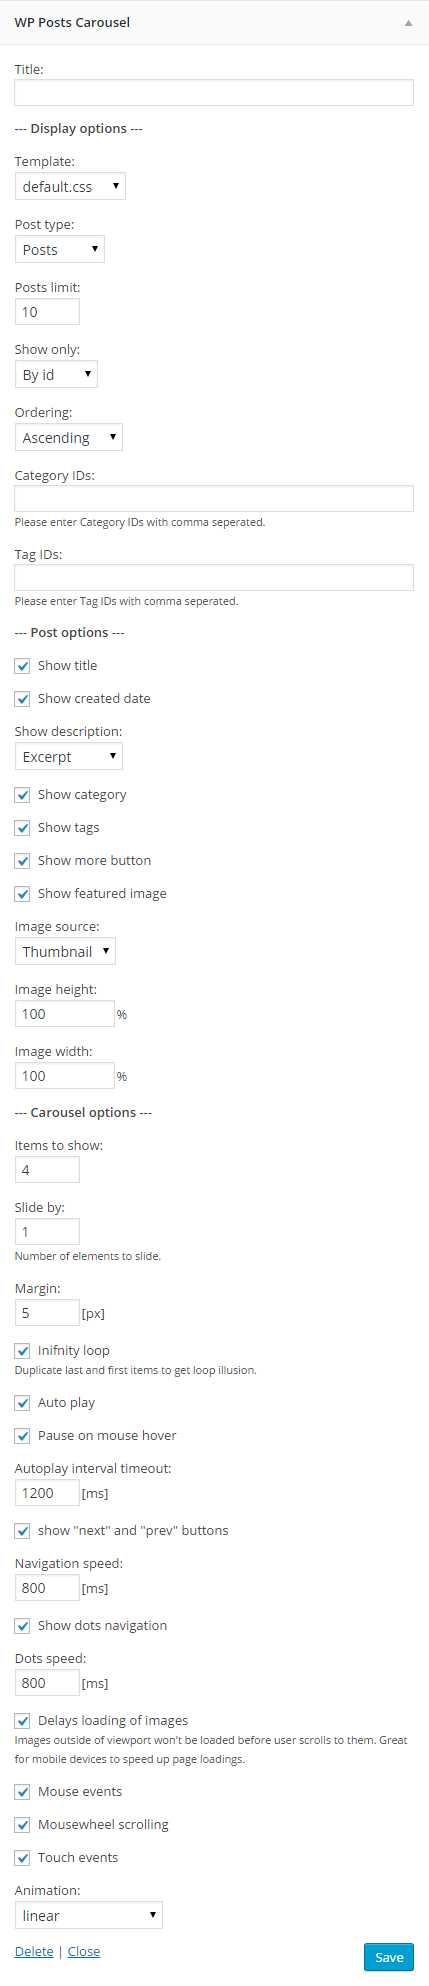 WP Posts Carousel
Title:
--- Display options ---
Template:
default.css
Post type:
Posts
Posts limit:
10
Show only:
By id
Ordering:
Ascending
Category IDs:
Please enter Category IDs with comma seperated.
Tag IDs:
Please enter Tag IDs with comma seperated.
--- Post options ---
Show title
Show created date
Show description:
Excerpt
Show category
Show tags
Show more button
Show featured image
Image source:
Thumbnail
Image height:
100 %
Image width:
100 %
--- Carousel options ---
Items to show:
4
Slide by:
1
Number of elements to slide.
Margin:
5 [px]
Inifnity loop
Duplicate last and first items to get loop illusion.
Auto play
Pause on mouse hover
Autoplay interval timeout:
1200 [ms]
show "next" and "prev" buttons
Navigation speed:
800 [ms]
Show dots navigation
Dots speed:
800 [ms]
Delays loading of images
Images outside of viewport won't be loaded before user scrolls to them. Great
for mobile devices to speed up page loadings.
Mouse events
Mousewheel scrolling
Touch events
Animation:
linear
Delete | Close
Save